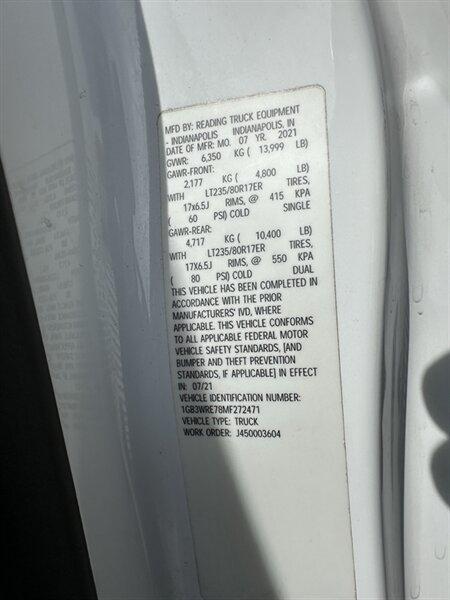 MFD BY: READING TRUCK EQUIPMENT
- INDIANAPOLIS INDIANAPOLIS, IN
DATE OF MFR: MO. 07 YR. 2021
GVWR: 6,350 KG ( 13,999 LB)
GAWR-FRONT:
2,177 KG ( 4,800 LB)
WITH LT235/80R17ER TIRES,
17x6.5J RIMS, @ 415 KPA
( 60 PSI) COLD SINGLE
GAWR-REAR:
4,717 KG ( 10,400 LB)
WITH LT235/80R17ER TIRES,
17X6.5J RIMS, @ 550 KPA
( 80 PSI) COLD DUAL
THIS VEHICLE HAS BEEN COMPLETED IN
ACCORDANCE WITH THE PRIOR
MANUFACTURERS' IVD, WHERE
APPLICABLE. THIS VEHICLE CONFORMS
TO ALL APPLICABLE FEDERAL MOTOR
VEHICLE SAFETY STANDARDS, [AND
BUMPER AND THEFT PREVENTION
STANDARDS, IF APPLICABLE] IN EFFECT
IN: 07/21
VEHICLE IDENTIFICATION NUMBER:
1GB3WRE78MF272471
VEHICLE TYPE: TRUCK
WORK ORDER: J450003604